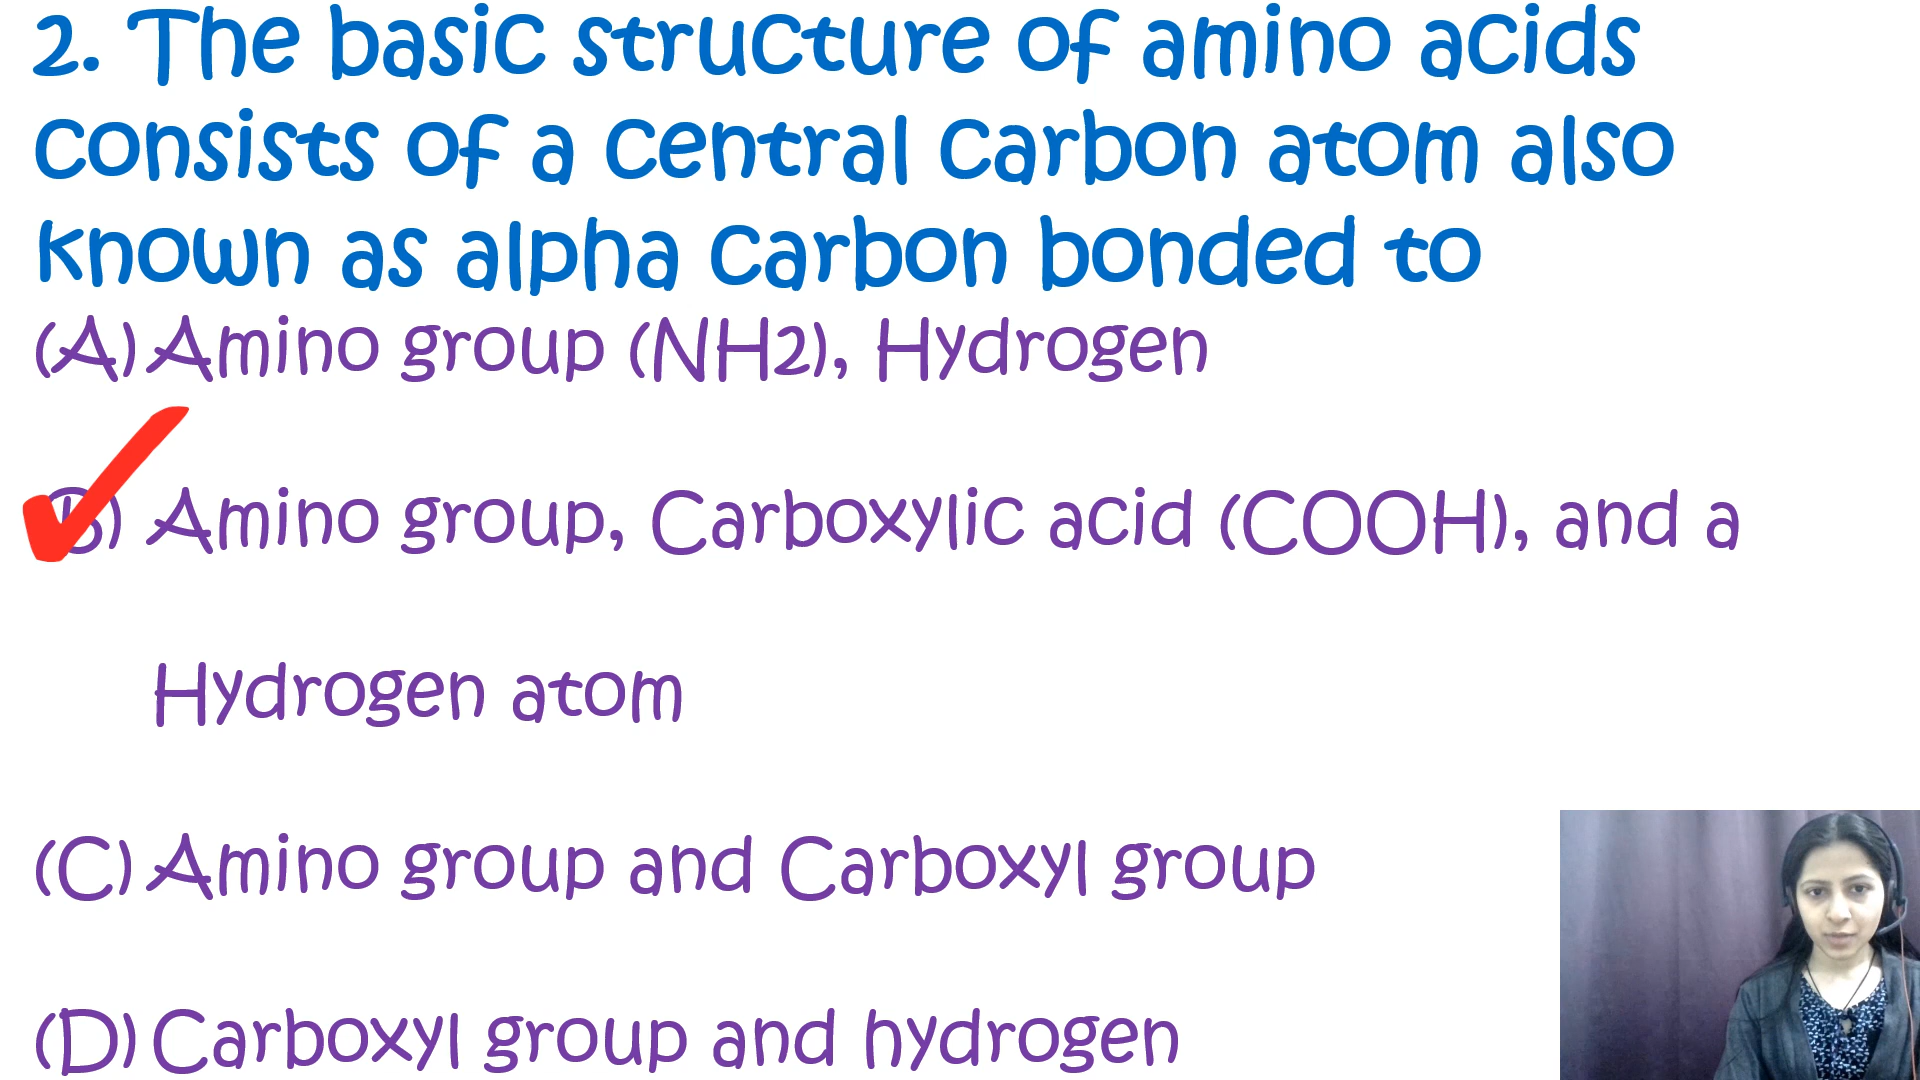 2. The basic structure of amino acids
consists of a central carbon atom also
known as alpha carbon bonded to
(A) Amino group (NH2), Hydrogen
(B) Amino group, Carboxylic acid (COOH), and a
Hydrogen atom
(C) Amino group and Carboxyl group
(D) Carboxyl group and hydrogen